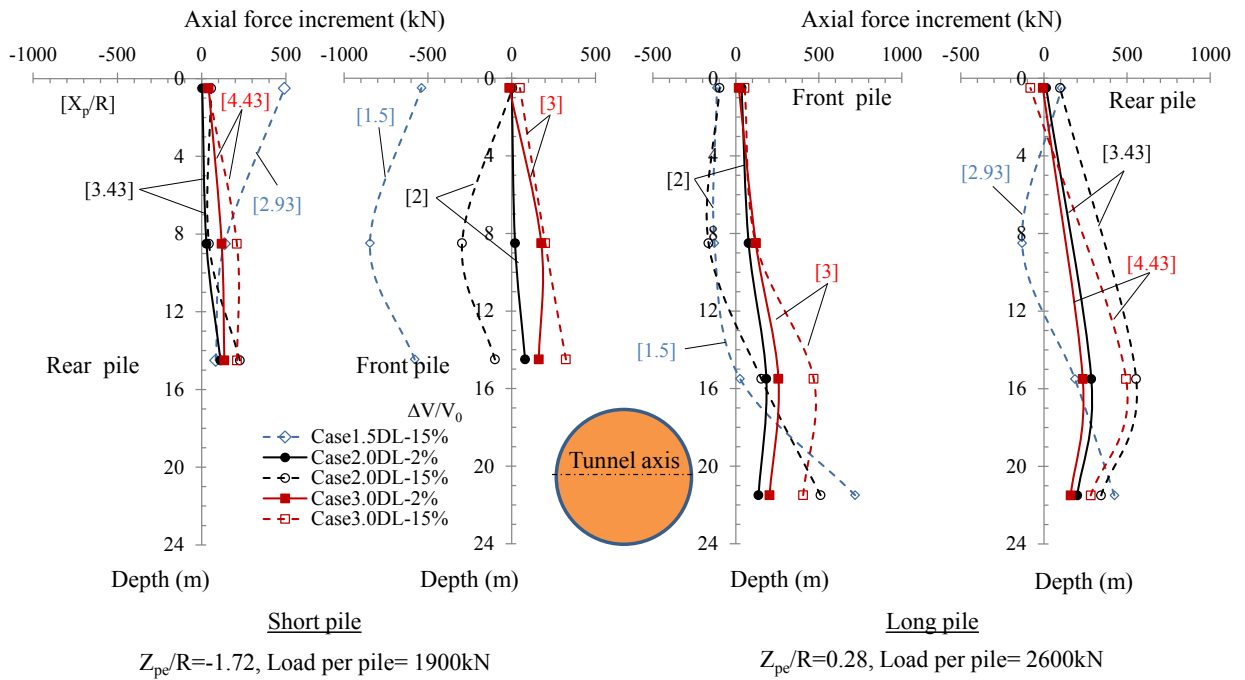 Axial force increment (kN)
Axial force increment (kN)
-1000 -500 0 500
-1000 -500 0 500
-500 0 500 1000
-500 0 500 1000
0
4
8
12
16
20
24
0
4
8
12
16
20
24
0
4
8
12
16
20
24
0
4
8
12
16
20
24
[Xₚ/R]
[4.43]
[3.43]
[2.93]
Rear pile
[1.5]
[3]
[2]
Front pile
Front pile
[2]
[3]
[1.5]
Rear pile
[3.43]
[2.93]
[4.43]
ΔV/V₀
Case1.5DL-15%
Case2.0DL-2%
Case2.0DL-15%
Case3.0DL-2%
Case3.0DL-15%
Tunnel axis
Depth (m)
Depth (m)
Depth (m)
Depth (m)
Short pile
Long pile
Zₚₑ/R=-1.72, Load per pile= 1900kN
Zₚₑ/R=0.28, Load per pile= 2600kN